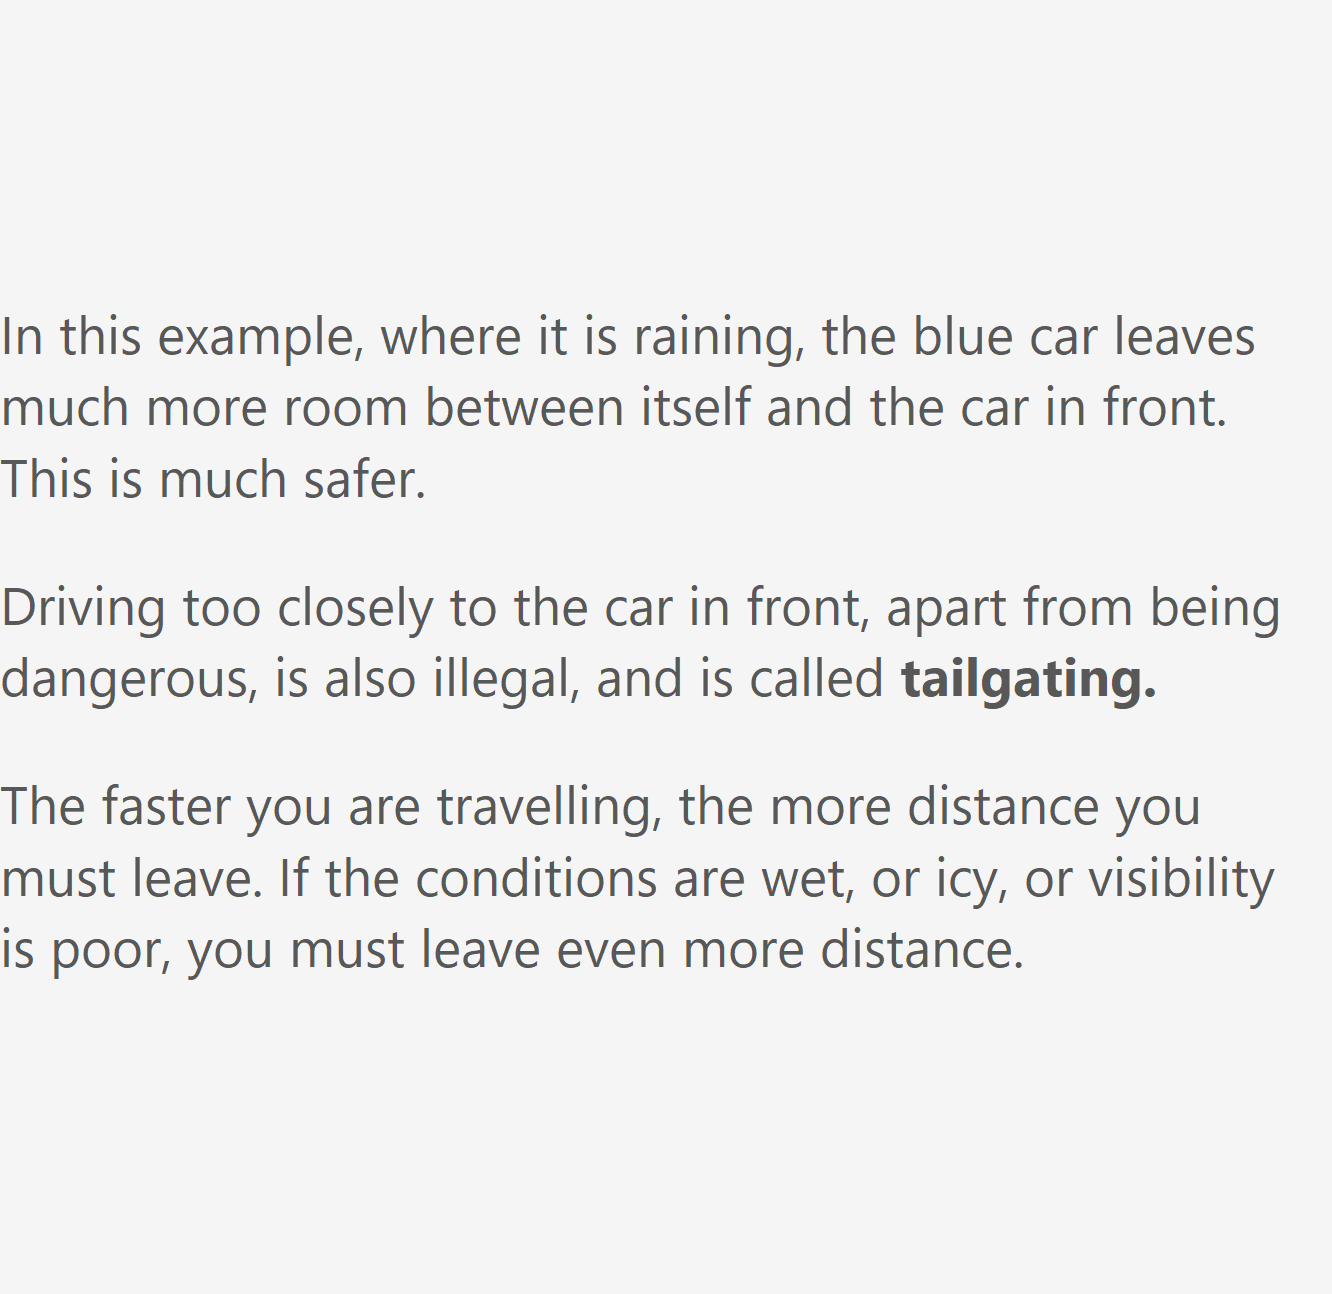 In this example, where it is raining, the blue car leaves
much more room between itself and the car in front.
This is much safer.
Driving too closely to the car in front, apart from being
dangerous, is also illegal, and is called tailgating.
The faster you are travelling, the more distance you
must leave. If the conditions are wet, or icy, or visibility
is poor, you must leave even more distance.